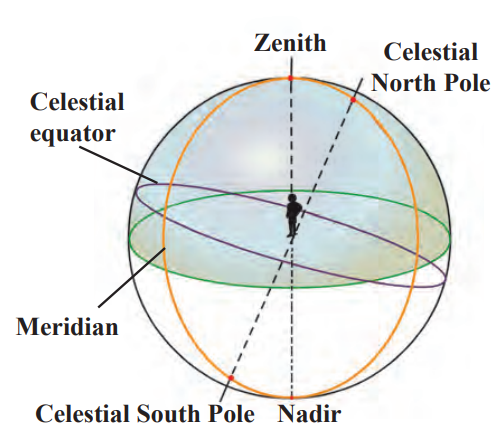 Zenith
Celestial
North Pole
Celestial
equator
Meridian
Celestial South Pole
Nadir